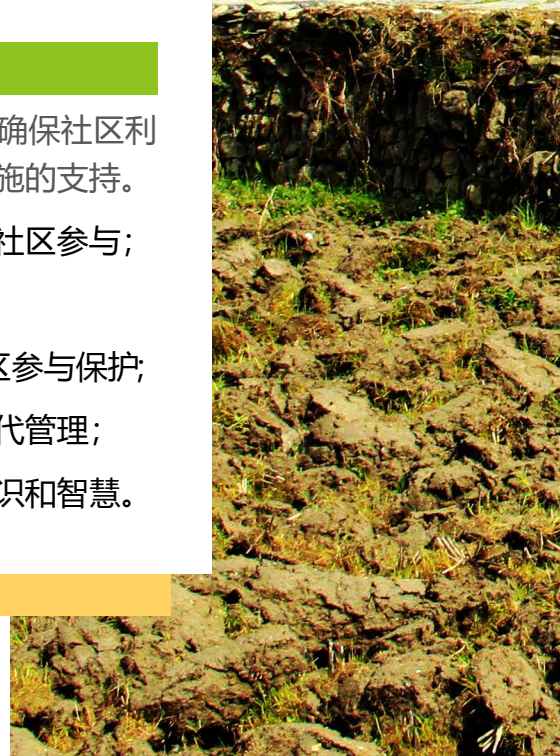 确保社区利
施的支持。
社区参与；
区参与保护;
代管理；
识和智慧。